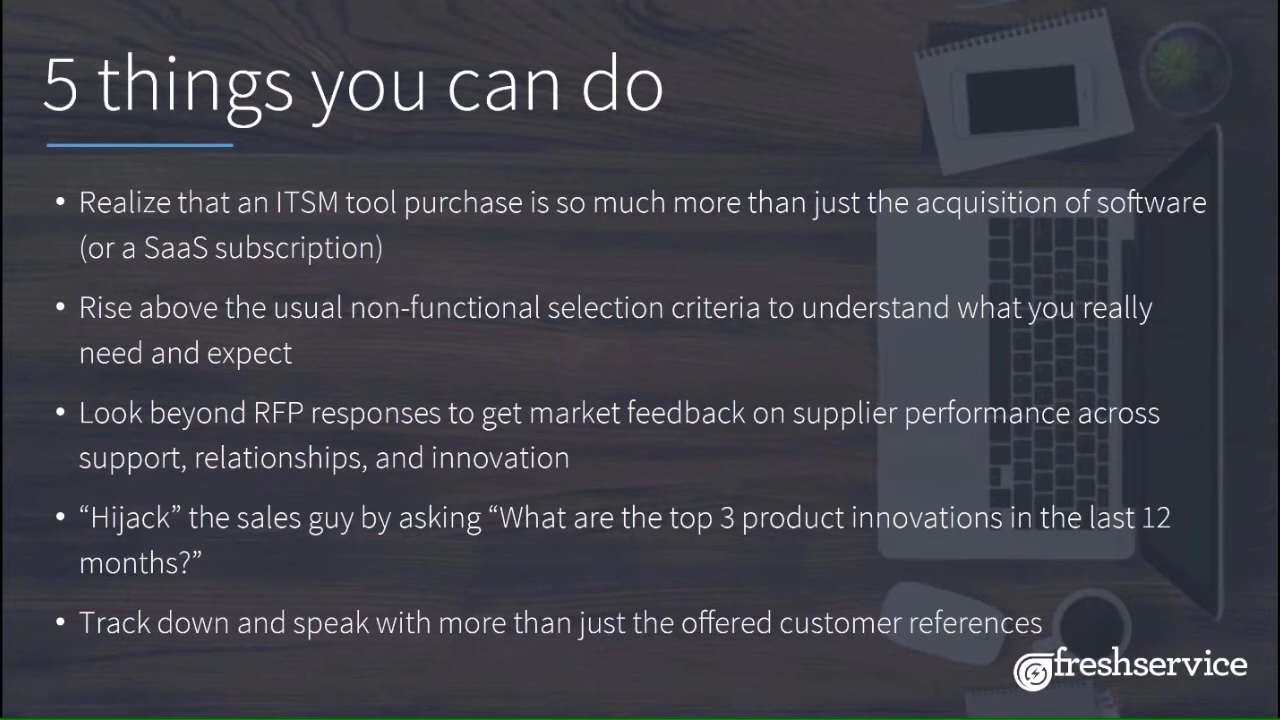 5 things you can do
• Realize that an ITSM tool purchase is so much more than just the acquisition of software
(or a SaaS subscription)
• Rise above the usual non-functional selection criteria to understand what you really
need and expect
• Look beyond RFP responses to get market feedback on supplier performance across
support, relationships, and innovation
• “Hijack” the sales guy by asking “What are the top 3 product innovations in the last 12
months?”
• Track down and speak with more than just the offered customer references
freshservice